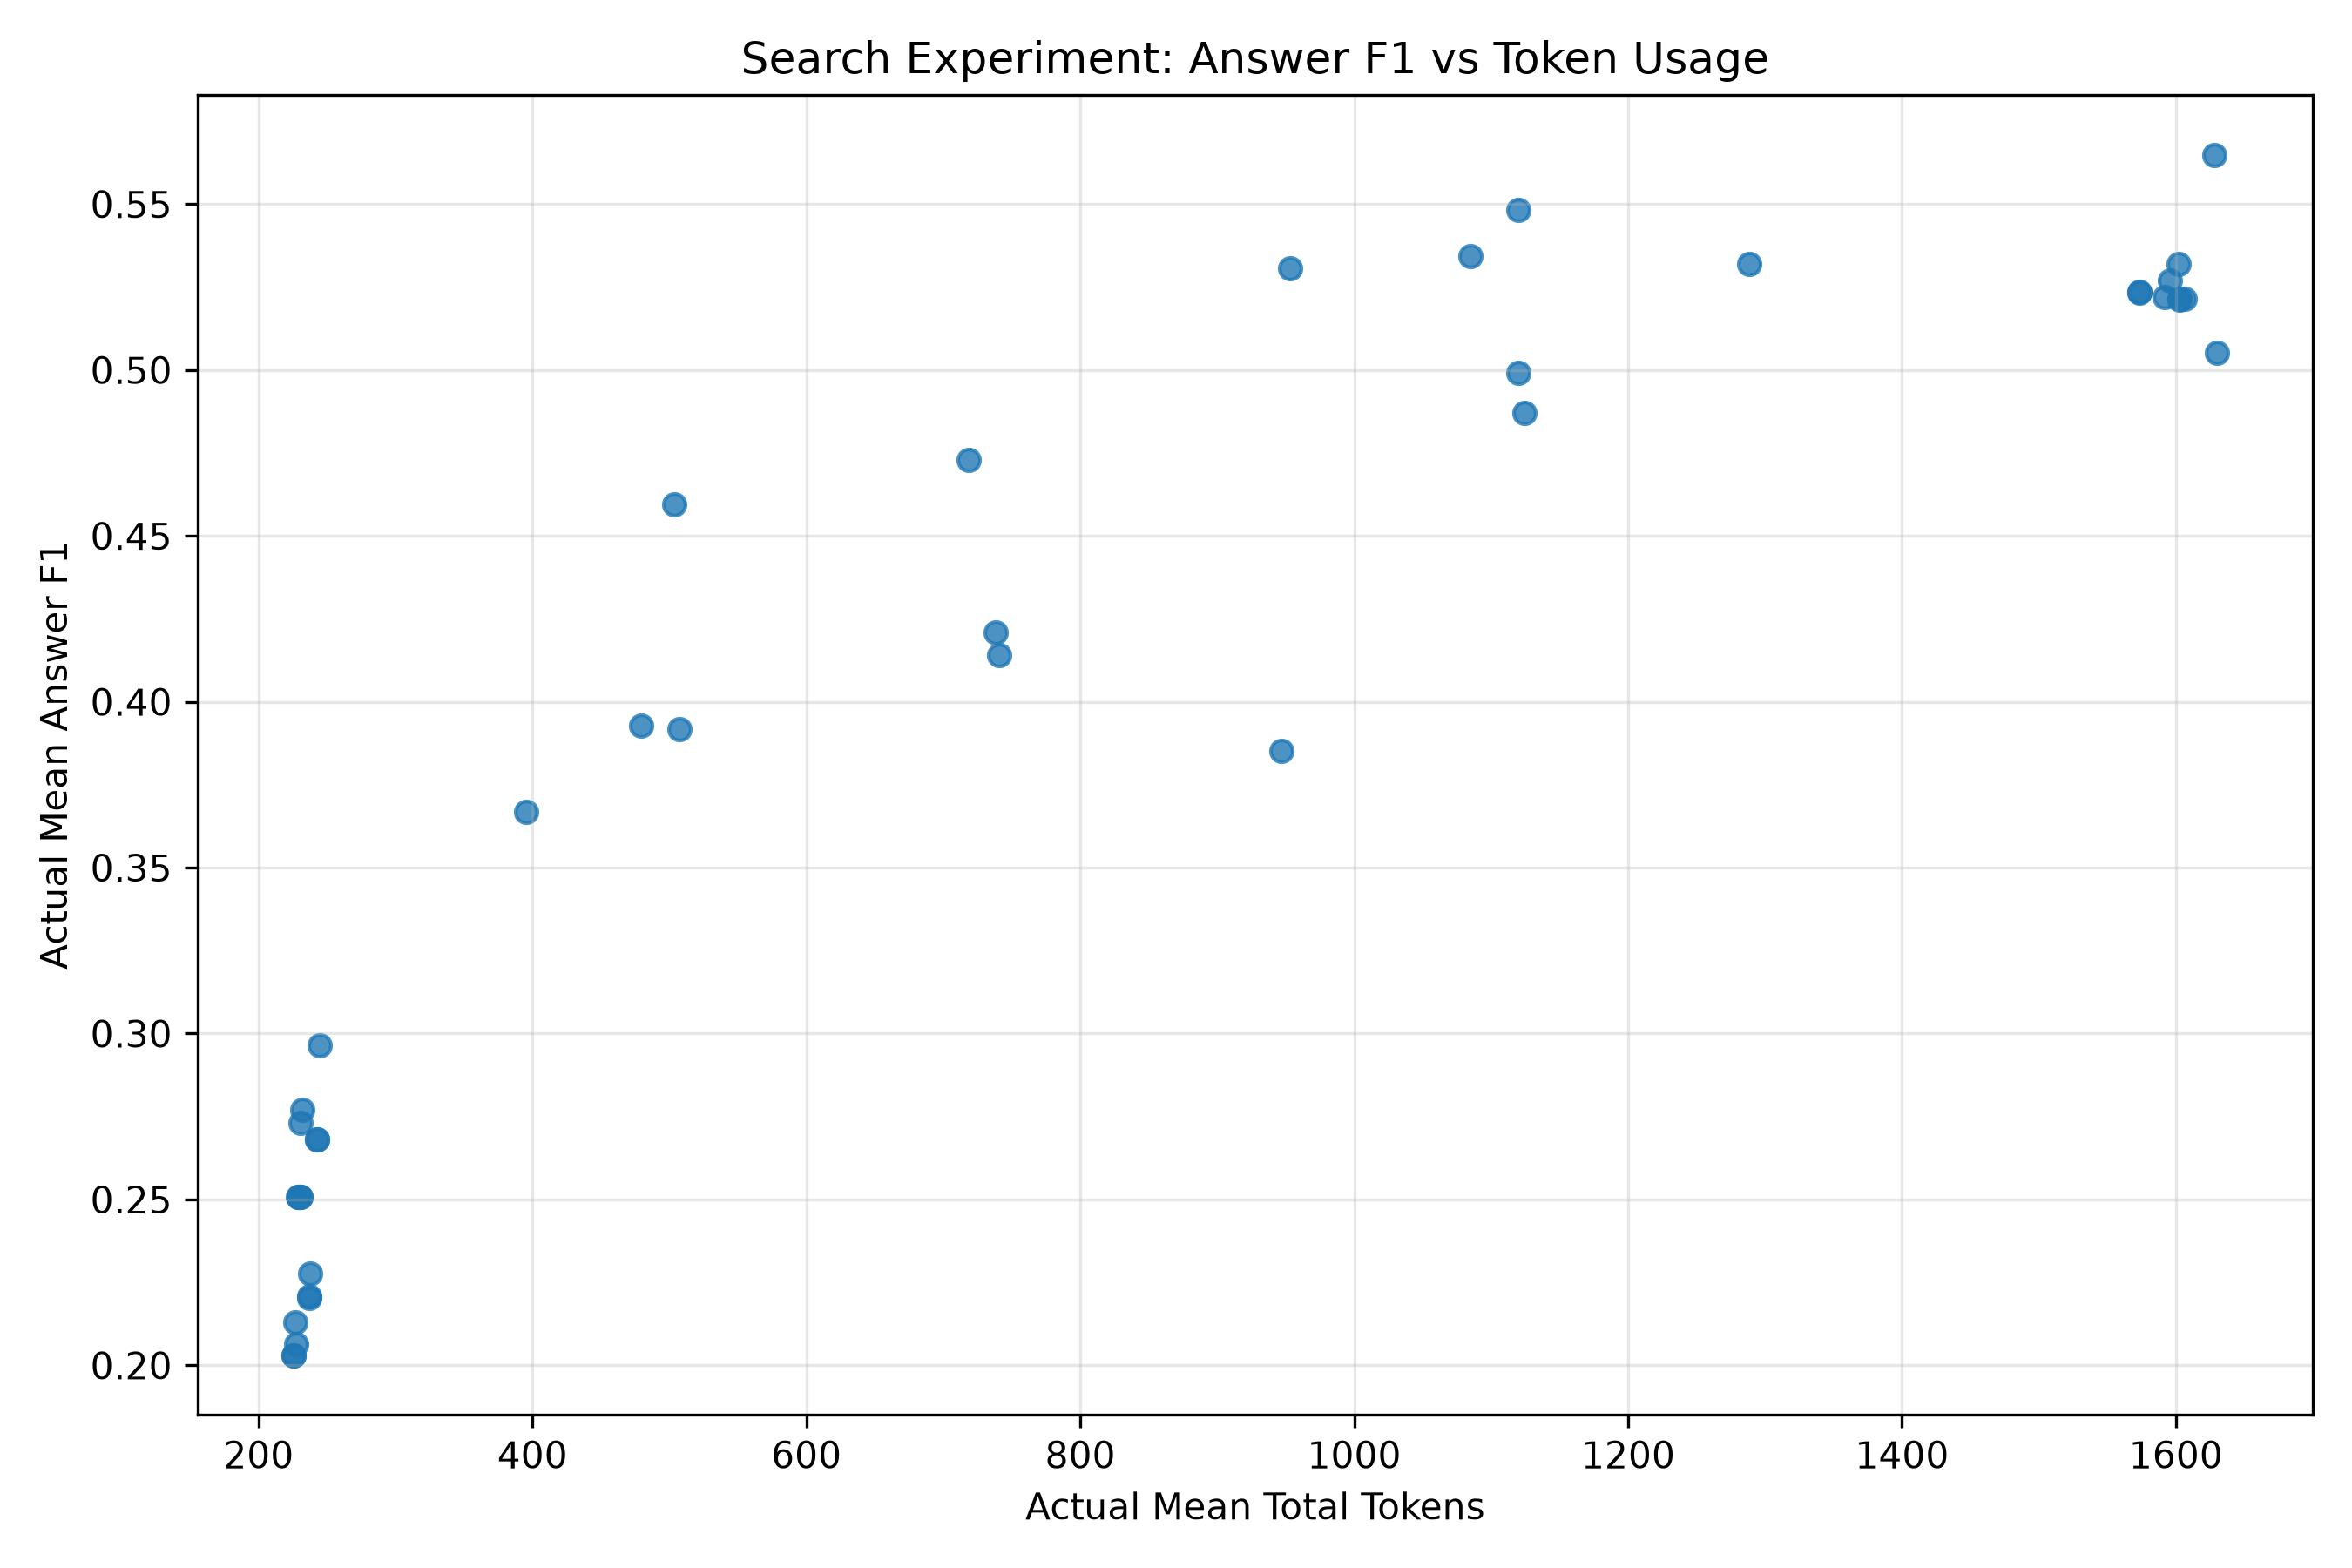 Search Experiment: Answer F1 vs Token Usage
Actual Mean Answer F1
0.55
0.50
0.45
0.40
0.35
0.30
0.25
0.20
200 400 600 800 1000 1200 1400 1600
Actual Mean Total Tokens